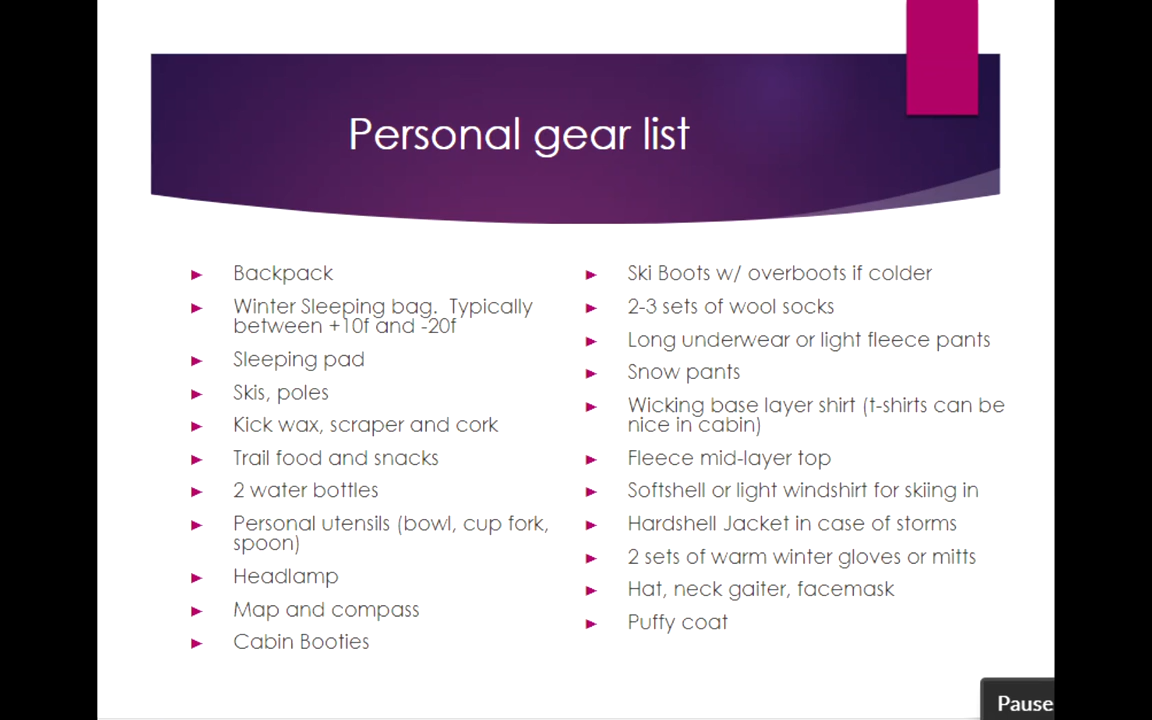 Personal gear list
Backpack
Winter Sleeping bag.  Typically
between +10f and -20f
Sleeping pad
Skis, poles
Kick wax, scraper and cork
Trail food and snacks
2 water bottles
Personal utensils (bowl, cup fork,
spoon)
Headlamp
Map and compass
Cabin Booties
Ski Boots w/ overboots if colder
2-3 sets of wool socks
Long underwear or light fleece pants
Snow pants
Wicking base layer shirt (t-shirts can be
nice in cabin)
Fleece mid-layer top
Softshell or light windshirt for skiing in
Hardshell Jacket in case of storms
2 sets of warm winter gloves or mitts
Hat, neck gaiter, facemask
Puffy coat
Pause